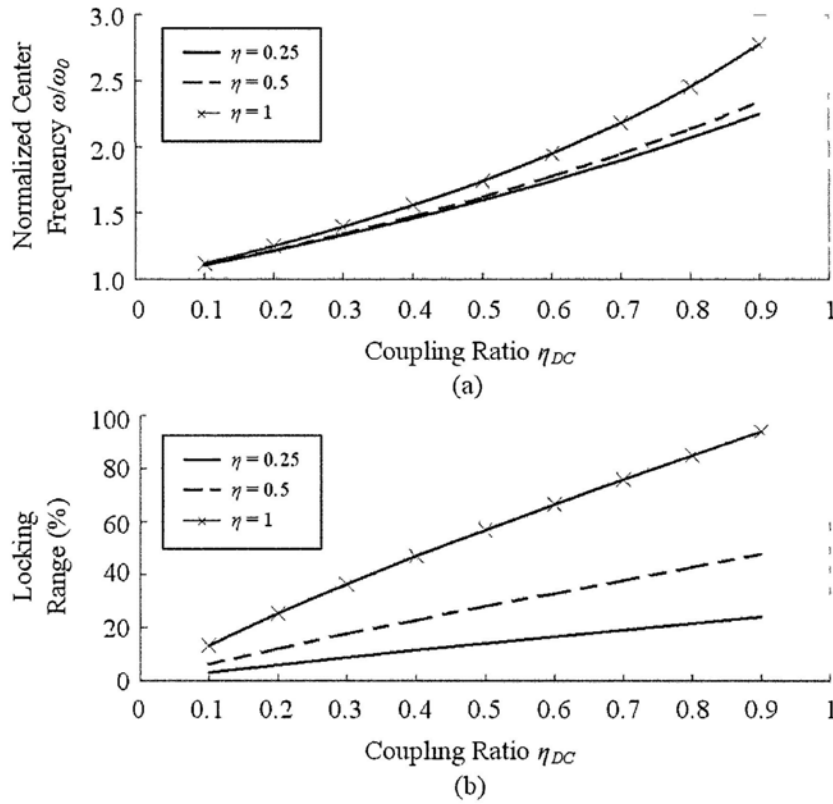 3.0
2.5
2.0
1.5
1.0
Normalized Center
Frequency ω/ω0
η = 0.25
η = 0.5
η = 1
0 0.1 0.2 0.3 0.4 0.5 0.6 0.7 0.8 0.9 1
Coupling Ratio ηDC
(a)
100
80
60
40
20
0
Locking
Range (%)
η = 0.25
η = 0.5
η = 1
0 0.1 0.2 0.3 0.4 0.5 0.6 0.7 0.8 0.9 1
Coupling Ratio ηDC
(b)